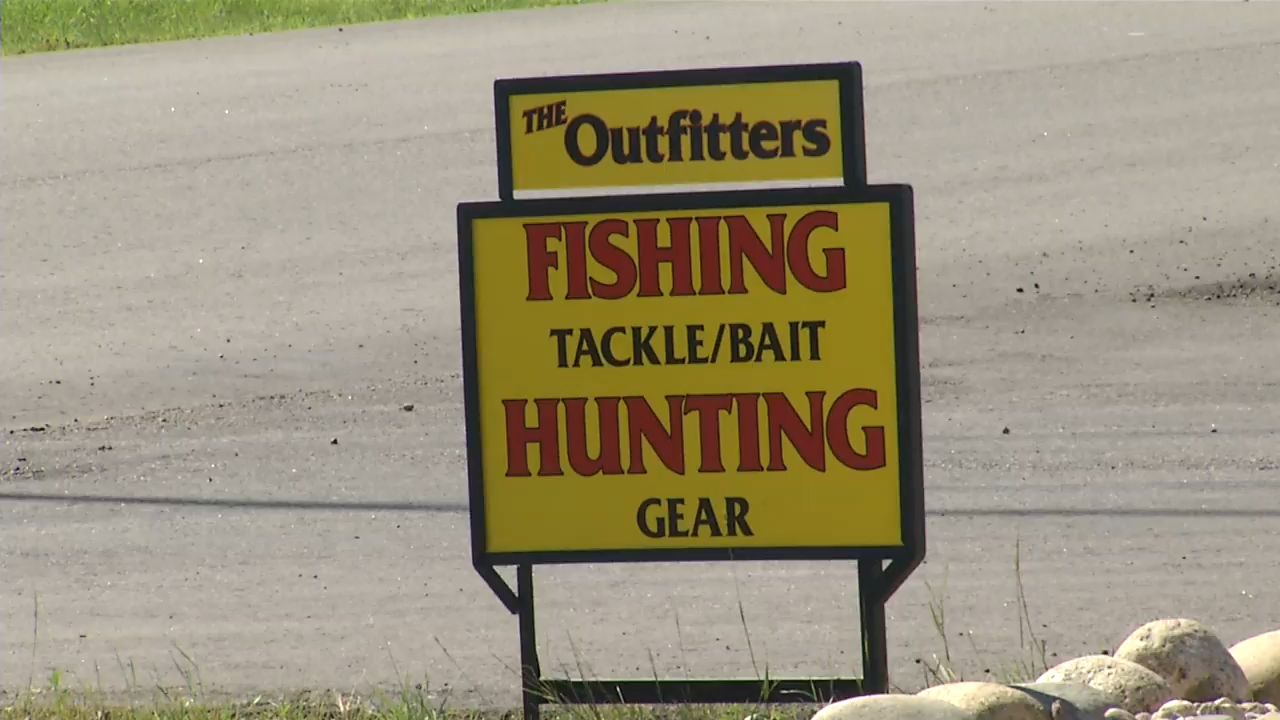 THE Outfitters
FISHING
TACKLE/BAIT
HUNTING
GEAR